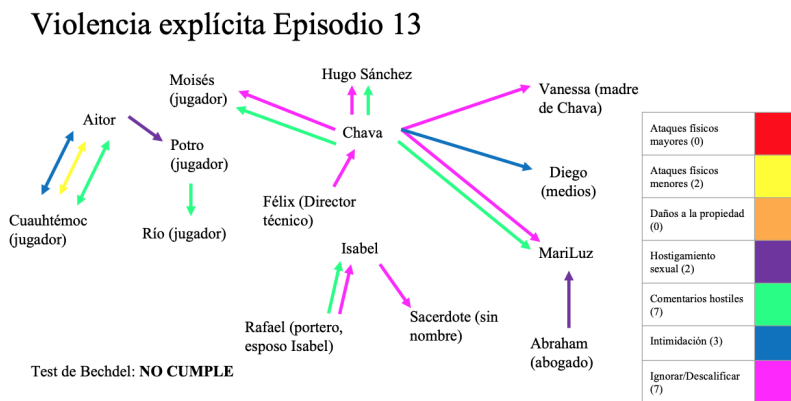 Violencia explícita Episodio 13
Moisés
(jugador)
Hugo Sánchez
Vanessa (madre
de Chava)
Aitor
Chava
Potro
(jugador)
Diego
(medios)
Félix (Director
técnico)
Cuauhtémoc
(jugador)
Río (jugador)
Isabel
MariLuz
Rafael (portero,
esposo Isabel)
Sacerdote (sin
nombre)
Abraham
(abogado)
Test de Bechdel: NO CUMPLE
Ataques físicos
mayores (0)
Ataques físicos
menores (2)
Daños a la propiedad
(0)
Hostigamiento
sexual (2)
Comentarios hostiles
(7)
Intimidación (3)
Ignorar/Descalificar
(7)